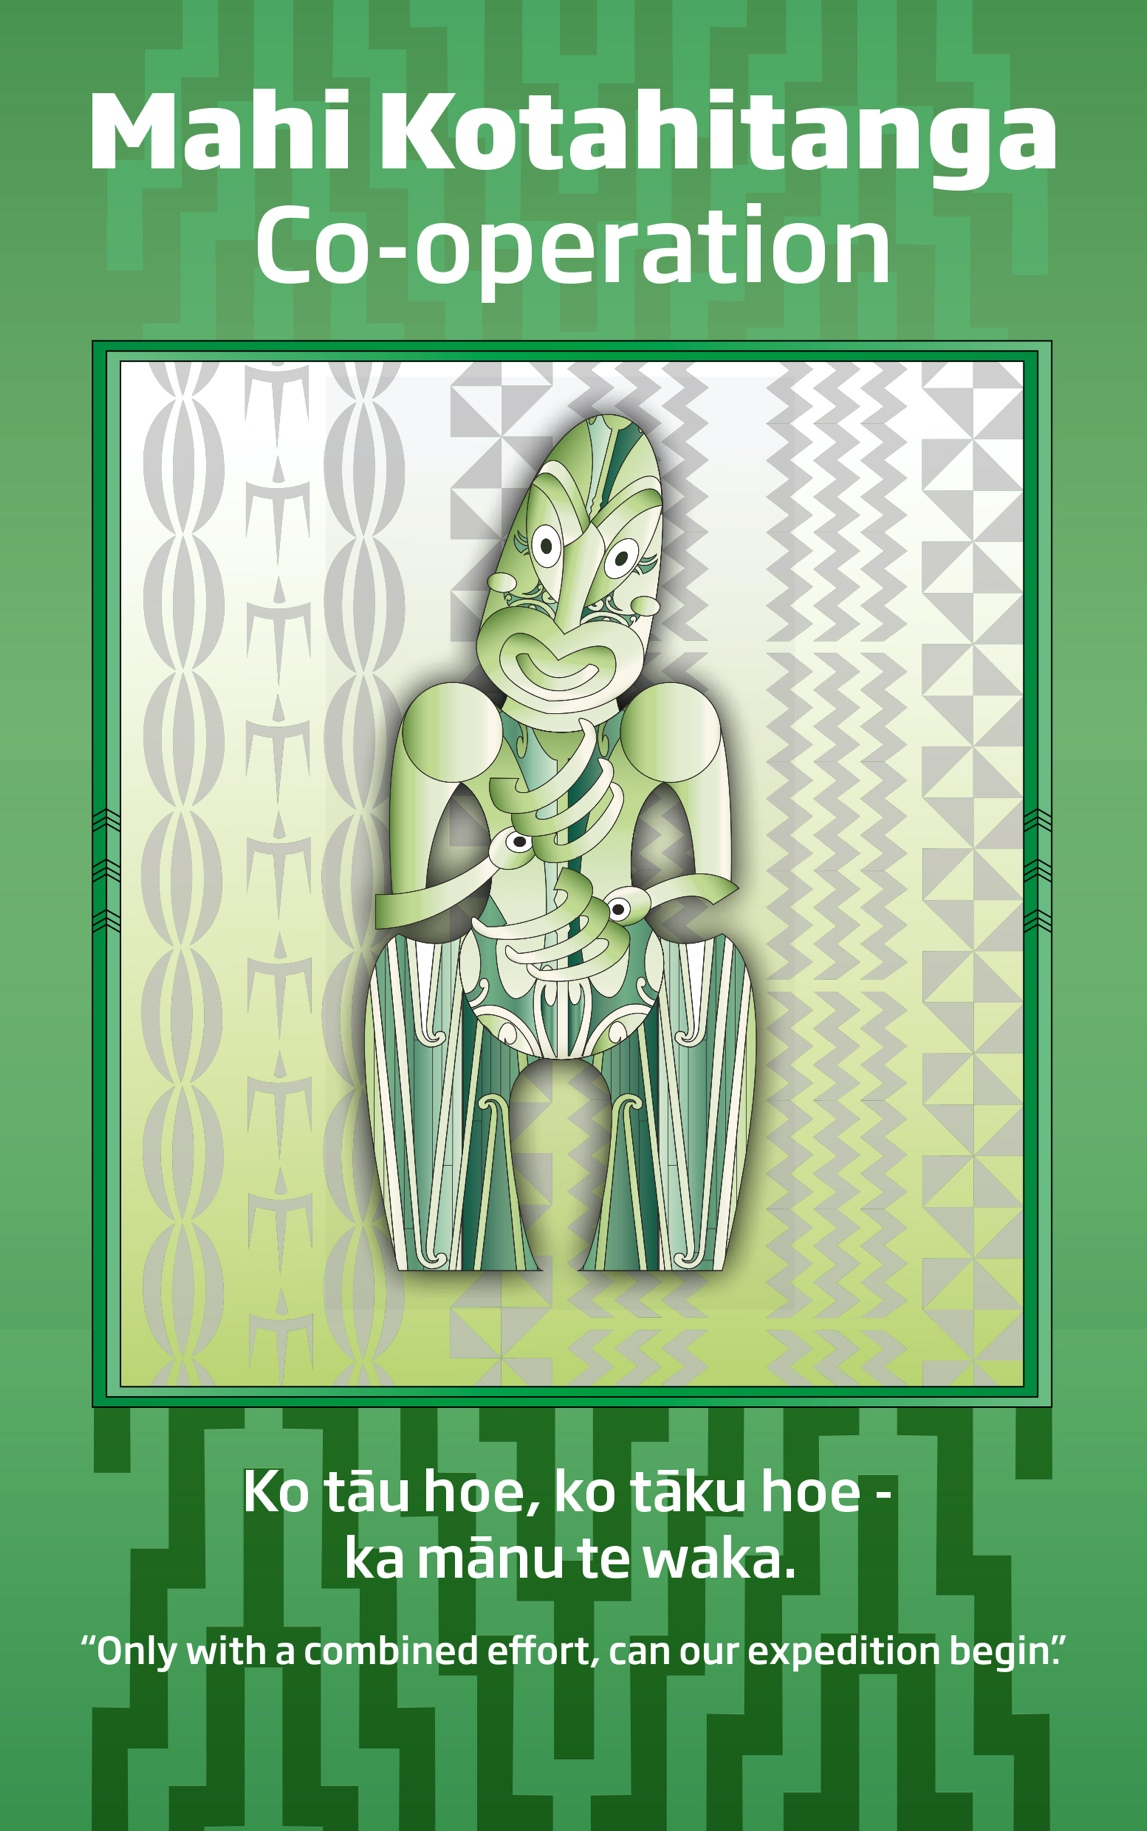 Mahi Kotahitanga
Co-operation
Ko tāu hoe, ko tāku hoe -
ka mānu te waka.
“Only with a combined effort, can our expedition begin.”